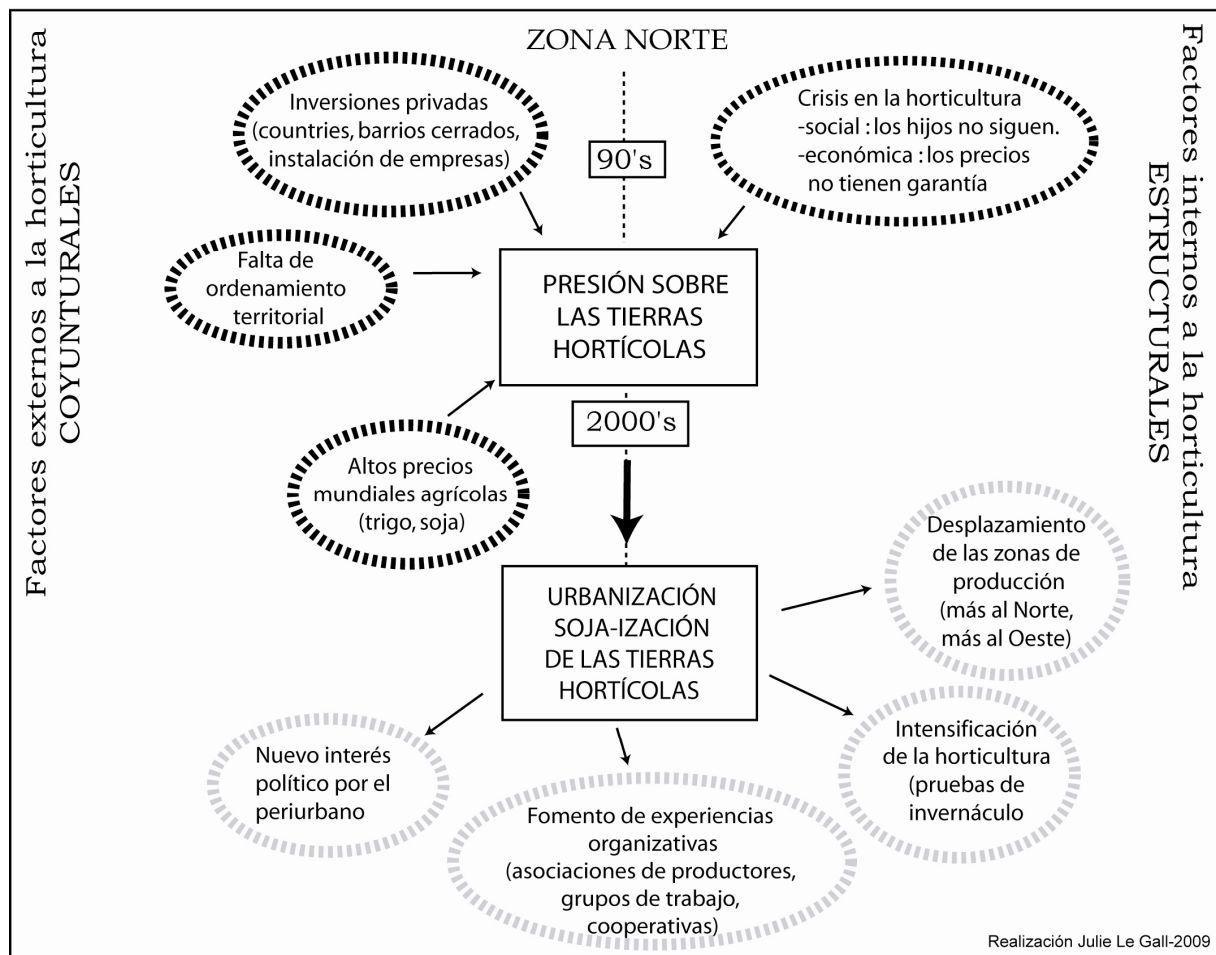 ZONA NORTE
Factores externos a la horticultura
COYUNTURALES
Factores internos a la horticultura
ESTRUCTURALES
Inversiones privadas
(countries, barrios cerrados,
instalación de empresas)
90's
Crisis en la horticultura
-social : los hijos no siguen.
-económica : los precios
no tienen garantía
Falta de
ordenamiento
territorial
PRESIÓN SOBRE
LAS TIERRAS
HORTÍCOLAS
2000's
Altos precios
mundiales agrícolas
(trigo, soja)
URBANIZACIÓN
SOJA-IZACIÓN
DE LAS TIERRAS
HORTÍCOLAS
Desplazamiento
de las zonas de
producción
(más al Norte,
más al Oeste)
Intensificación
de la horticultura
(pruebas de
invernáculo
Nuevo interés
político por el
periurbano
Fomento de experiencias
organizativas
(asociaciones de productores,
grupos de trabajo,
cooperativas)
Realización Julie Le Gall-2009